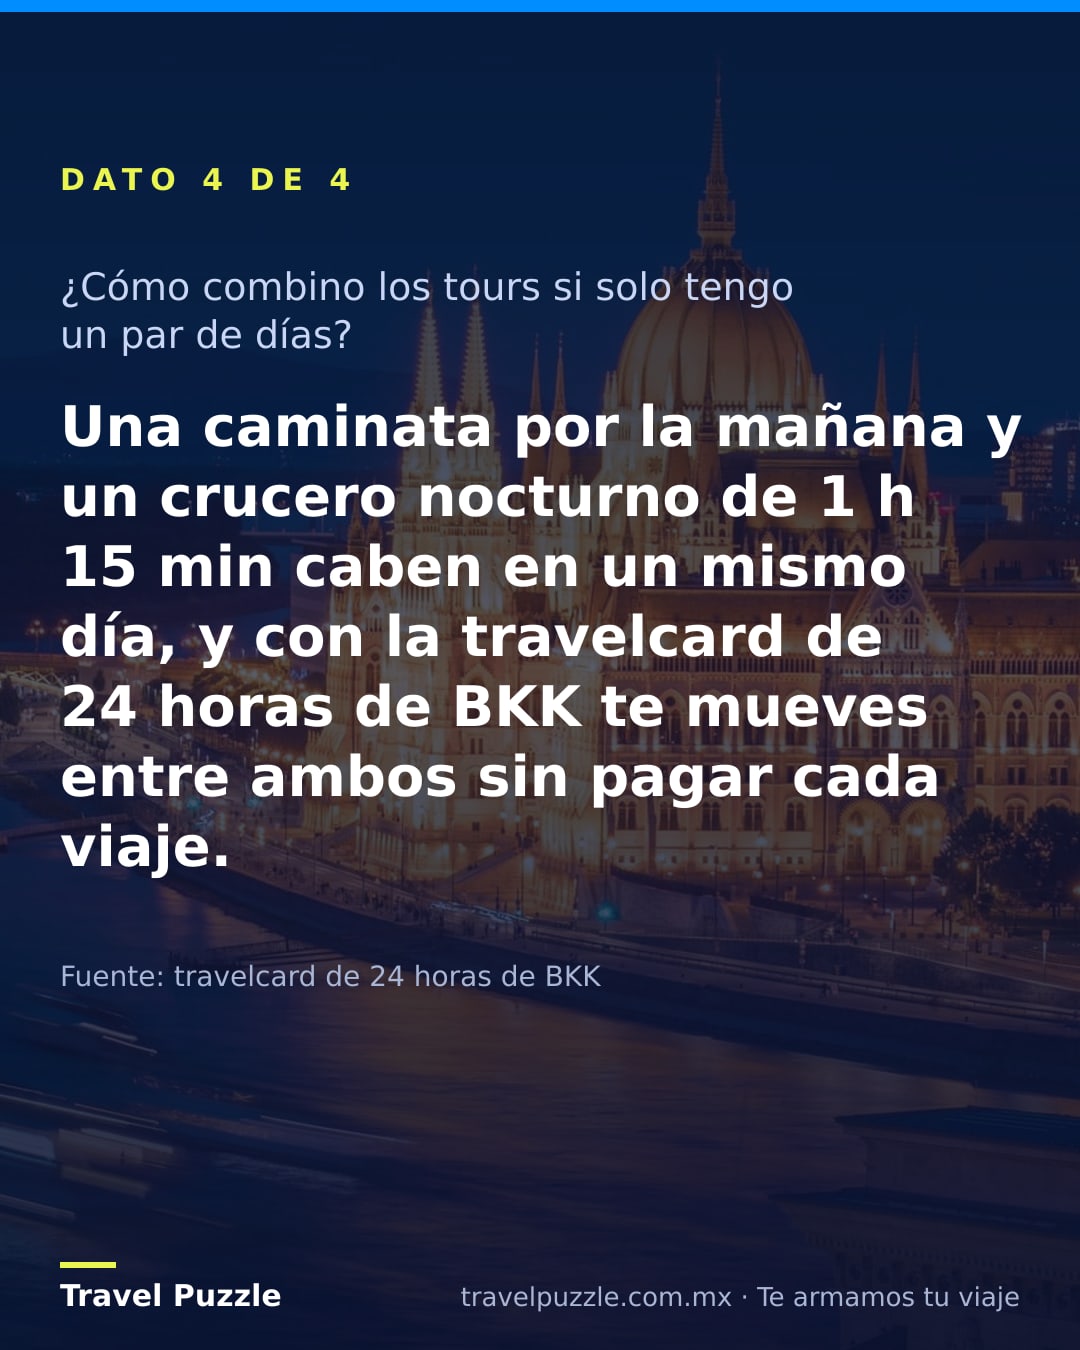 DATO 4 DE 4
¿Cómo combino los tours si solo tengo
un par de días?
Una caminata por la mañana y
un crucero nocturno de 1 h
15 min caben en un mismo
día, y con la travelcard de
24 horas de BKK te mueves
entre ambos sin pagar cada
viaje.
Fuente: travelcard de 24 horas de BKK
Travel Puzzle
travelpuzzle.com.mx · Te armamos tu viaje